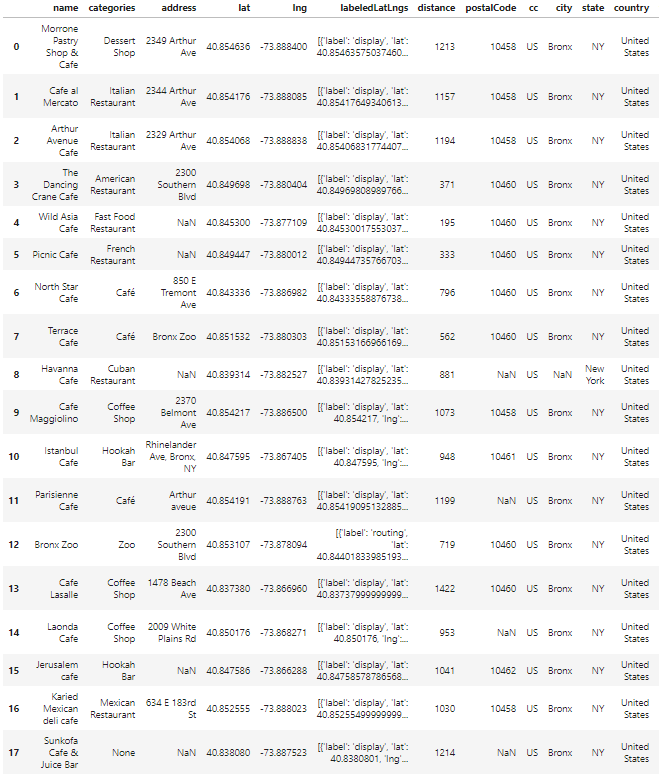 name categories address lat lng labeledLatLngs distance postalCode cc city state country
0 Morrone Pastry Shop & Cafe Dessert Shop 2349 Arthur Ave 40.854636 -73.888400 [{'label': 'display', 'lat': 40.85463575037460... 1213 10458 US Bronx NY United States
1 Cafe al Mercato Italian Restaurant 2344 Arthur Ave 40.854176 -73.888085 [{'label': 'display', 'lat': 40.85417649340613... 1157 10458 US Bronx NY United States
2 Arthur Avenue Cafe Italian Restaurant 2329 Arthur Ave 40.854068 -73.888838 [{'label': 'display', 'lat': 40.85406831774407... 1194 10458 US Bronx NY United States
3 The Dancing Crane Cafe American Restaurant 2300 Southern Blvd 40.849698 -73.880404 [{'label': 'display', 'lat': 40.84969808989766... 371 10460 US Bronx NY United States
4 Wild Asia Cafe Fast Food Restaurant NaN 40.845300 -73.877109 [{'label': 'display', 'lat': 40.84530017553037... 195 10460 US Bronx NY United States
5 Picnic Cafe French Restaurant NaN 40.849447 -73.880012 [{'label': 'display', 'lat': 40.84944735766703... 333 10460 US Bronx NY United States
6 North Star Cafe Café 850 E Tremont Ave 40.843336 -73.886982 [{'label': 'display', 'lat': 40.84333558876738... 796 10460 US Bronx NY United States
7 Terrace Cafe Café Bronx Zoo 40.851532 -73.880303 [{'label': 'display', 'lat': 40.85153166966169... 562 10460 US Bronx NY United States
8 Havanna Cafe Cuban Restaurant NaN 40.839314 -73.882527 [{'label': 'display', 'lat': 40.83931427825235... 881 NaN US NaN New York United States
9 Cafe Maggiolino Coffee Shop 2370 Belmont Ave 40.854217 -73.886500 [{'label': 'display', 'lat': 40.854217, 'lng':... 1073 10458 US Bronx NY United States
10 Istanbul Cafe Hookah Bar Rhinelander Ave, Bronx, NY 40.847595 -73.867405 [{'label': 'display', 'lat': 40.847595, 'lng':... 948 10461 US Bronx NY United States
11 Parisienne Cafe Café Arthur aveue 40.854191 -73.888763 [{'label': 'display', 'lat': 40.85419095132885... 1199 NaN US Bronx NY United States
12 Bronx Zoo Zoo 2300 Southern Blvd 40.853107 -73.878094 [{'label': 'routing', 'lat': 40.84401833985193... 719 10460 US Bronx NY United States
13 Cafe Lasalle Coffee Shop 1478 Beach Ave 40.837380 -73.866960 [{'label': 'display', 'lat': 40.83737999999999... 1422 10460 US Bronx NY United States
14 Laonda Cafe Coffee Shop 2009 White Plains Rd 40.850176 -73.868271 [{'label': 'display', 'lat': 40.850176, 'lng':... 953 NaN US Bronx NY United States
15 Jerusalem cafe Hookah Bar NaN 40.847586 -73.866288 [{'label': 'display', 'lat': 40.84758578786568... 1041 10462 US Bronx NY United States
16 Karied Mexican deli cafe Mexican Restaurant 634 E 183rd St 40.852555 -73.888023 [{'label': 'display', 'lat': 40.85255499999999... 1030 10458 US Bronx NY United States
17 Sunkofa Cafe & Juice Bar None NaN 40.838080 -73.887523 [{'label': 'display', 'lat': 40.8380801, 'lng':... 1214 NaN US Bronx NY United States